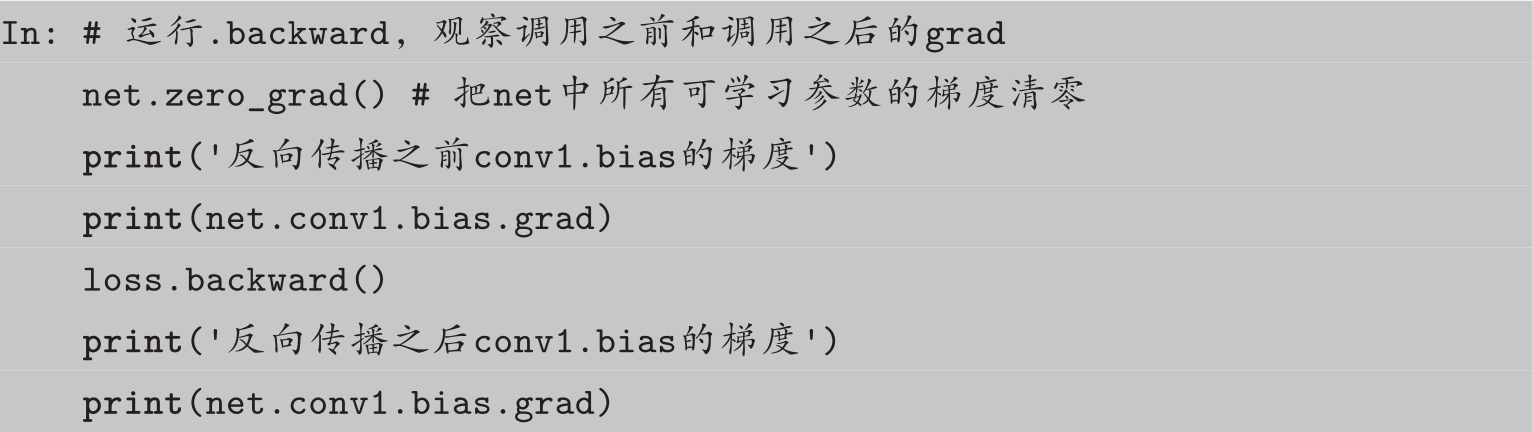 In: # 运行.backward, 观察调用之前和调用之后的grad
    net.zero_grad() # 把net中所有可学习参数的梯度清零
    print('反向传播之前conv1.bias的梯度')
    print(net.conv1.bias.grad)
    loss.backward()
    print('反向传播之后conv1.bias的梯度')
    print(net.conv1.bias.grad)